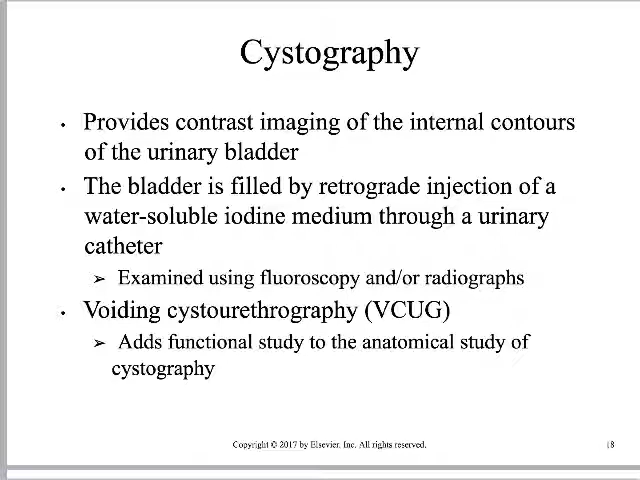 Cystography
• Provides contrast imaging of the internal contours
of the urinary bladder
• The bladder is filled by retrograde injection of a
water-soluble iodine medium through a urinary
catheter
➢ Examined using fluoroscopy and/or radiographs
• Voiding cystourethrography (VCUG)
➢ Adds functional study to the anatomical study of
cystography
Copyright © 2017 by Elsevier, Inc. All rights reserved.
18